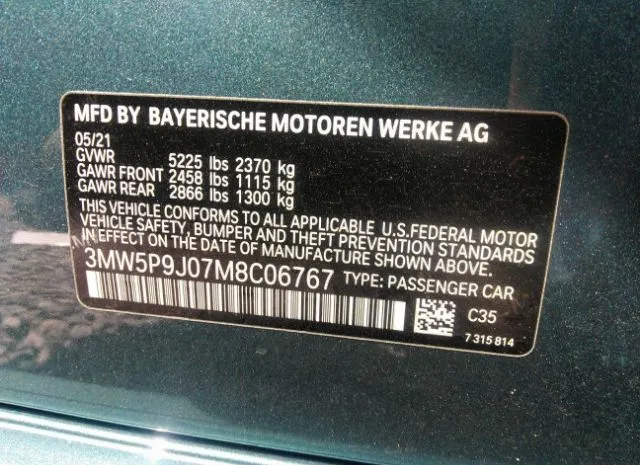 MFD BY BAYERISCHE MOTOREN WERKE AG
05/21
GVWR 5225 lbs 2370 kg
GAWR FRONT 2458 lbs 1115 kg
GAWR REAR 2866 lbs 1300 kg
THIS VEHICLE CONFORMS TO ALL APPLICABLE U.S.FEDERAL MOTOR
VEHICLE SAFETY, BUMPER AND THEFT PREVENTION STANDARDS
IN EFFECT ON THE DATE OF MANUFACTURE SHOWN ABOVE.
3MW5P9J07M8C06767 TYPE: PASSENGER CAR
C35
7 315 814